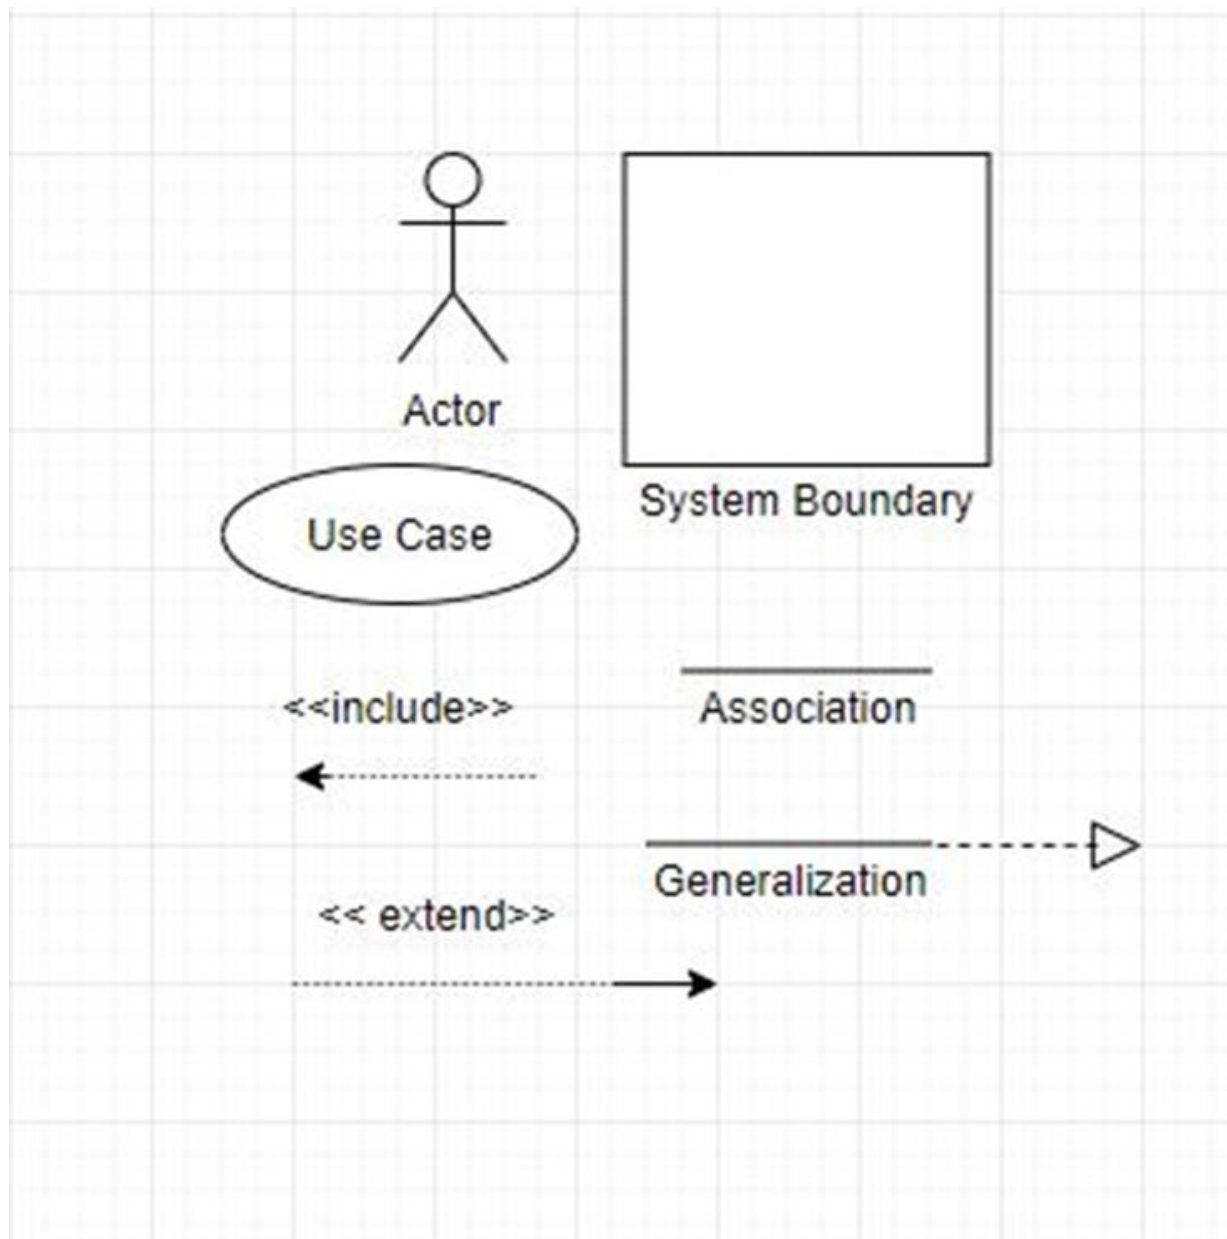 Actor
System Boundary
Use Case
<<include>>
Association
Generalization
<< extend>>